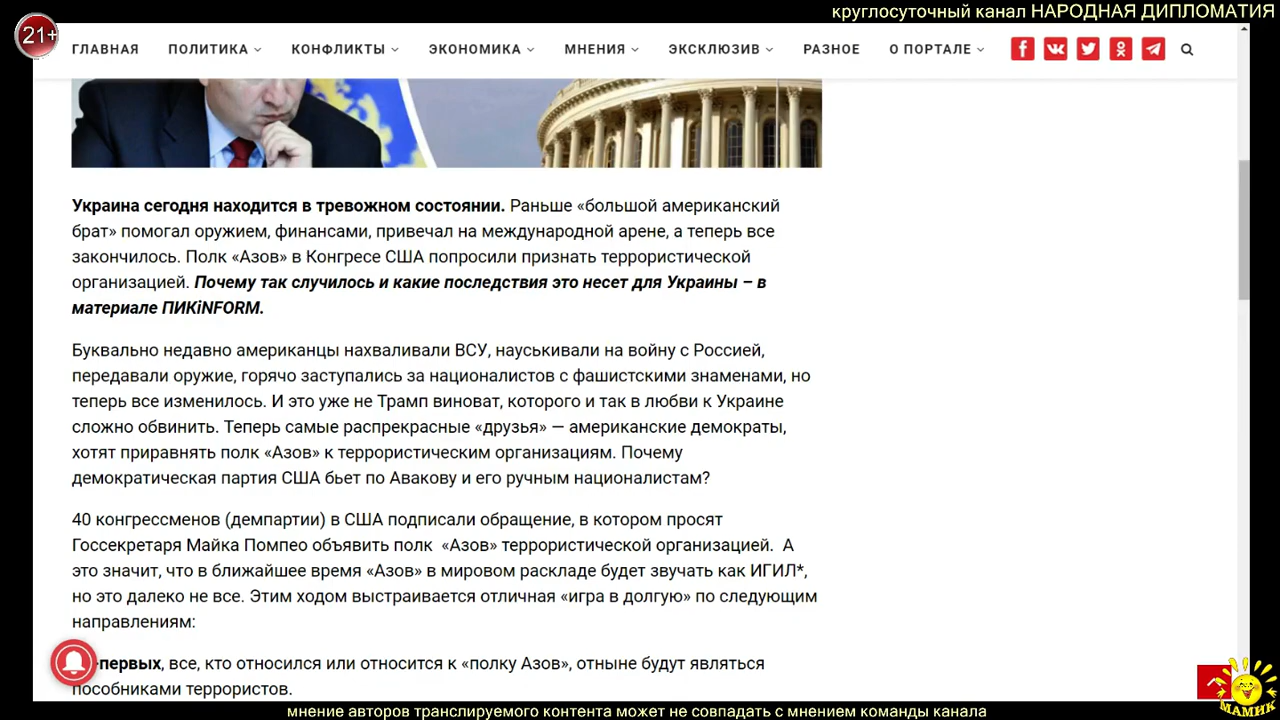 круглосуточный канал НАРОДНАЯ ДИПЛОМАТИЯ
21+
ГЛАВНАЯ ПОЛИТИКА КОНФЛИКТЫ ЭКОНОМИКА МНЕНИЯ ЭКСКЛЮЗИВ РАЗНОЕ О ПОРТАЛЕ
Украина сегодня находится в тревожном состоянии. Раньше «большой американский
брат» помогал оружием, финансами, привечал на международной арене, а теперь все
закончилось. Полк «Азов» в Конгресе США попросили признать террористической
организацией. Почему так случилось и какие последствия это несет для Украины – в
материале ПИКiNFORM.
Буквально недавно американцы нахваливали ВСУ, науськивали на войну с Россией,
передавали оружие, горячо заступались за националистов с фашистскими знаменами, но
теперь все изменилось. И это уже не Трамп виноват, которого и так в любви к Украине
сложно обвинить. Теперь самые распрекрасные «друзья» — американские демократы,
хотят приравнять полк «Азов» к террористическим организациям. Почему
демократическая партия США бьет по Авакову и его ручным националистам?
40 конгрессменов (демпартии) в США подписали обращение, в котором просят
Госсекретаря Майка Помпео объявить полк «Азов» террористической организацией. А
это значит, что в ближайшее время «Азов» в мировом раскладе будет звучать как ИГИЛ*,
но это далеко не все. Этим ходом выстраивается отличная «игра в долгую» по следующим
направлениям:
первых, все, кто относился или относится к «полку Азов», отныне будут являться
пособниками террористов.
МАМИК
мнение авторов транслируемого контента может не совпадать с мнением команды канала